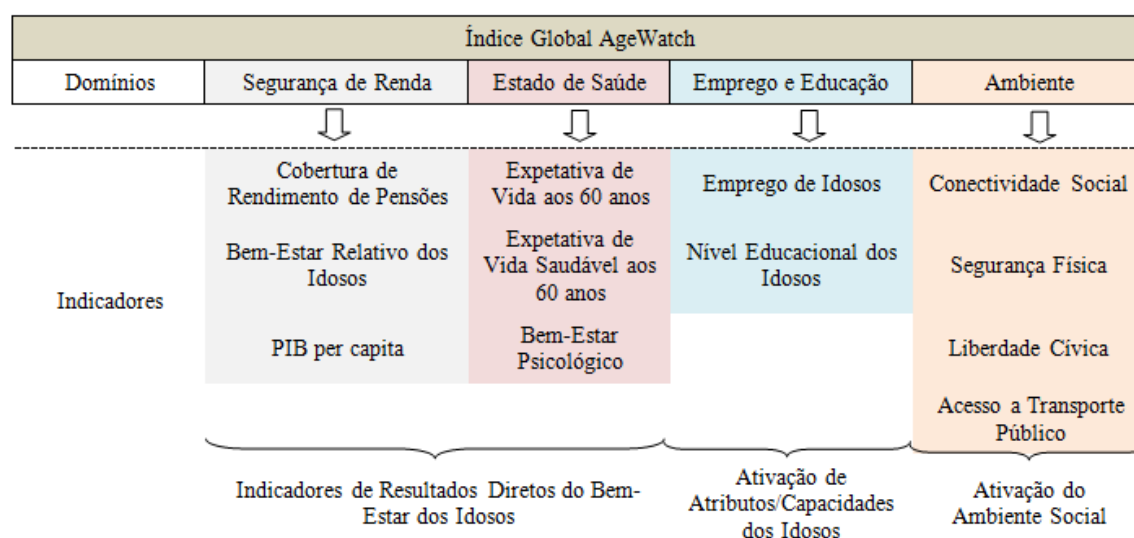 Índice Global AgeWatch
Domínios
Segurança de Renda
Estado de Saúde
Emprego e Educação
Ambiente
Indicadores
Cobertura de
Rendimento de Pensões
Bem-Estar Relativo dos
Idosos
PIB per capita
Expetativa de
Vida aos 60 anos
Expetativa de
Vida Saudável aos
60 anos
Bem-Estar
Psicológico
Emprego de Idosos
Nível Educacional dos
Idosos
Conectividade Social
Segurança Física
Liberdade Cívica
Acesso a Transporte
Público
Indicadores de Resultados Diretos do Bem-
Estar dos Idosos
Ativação de
Atributos/Capacidades
dos Idosos
Ativação do
Ambiente Social